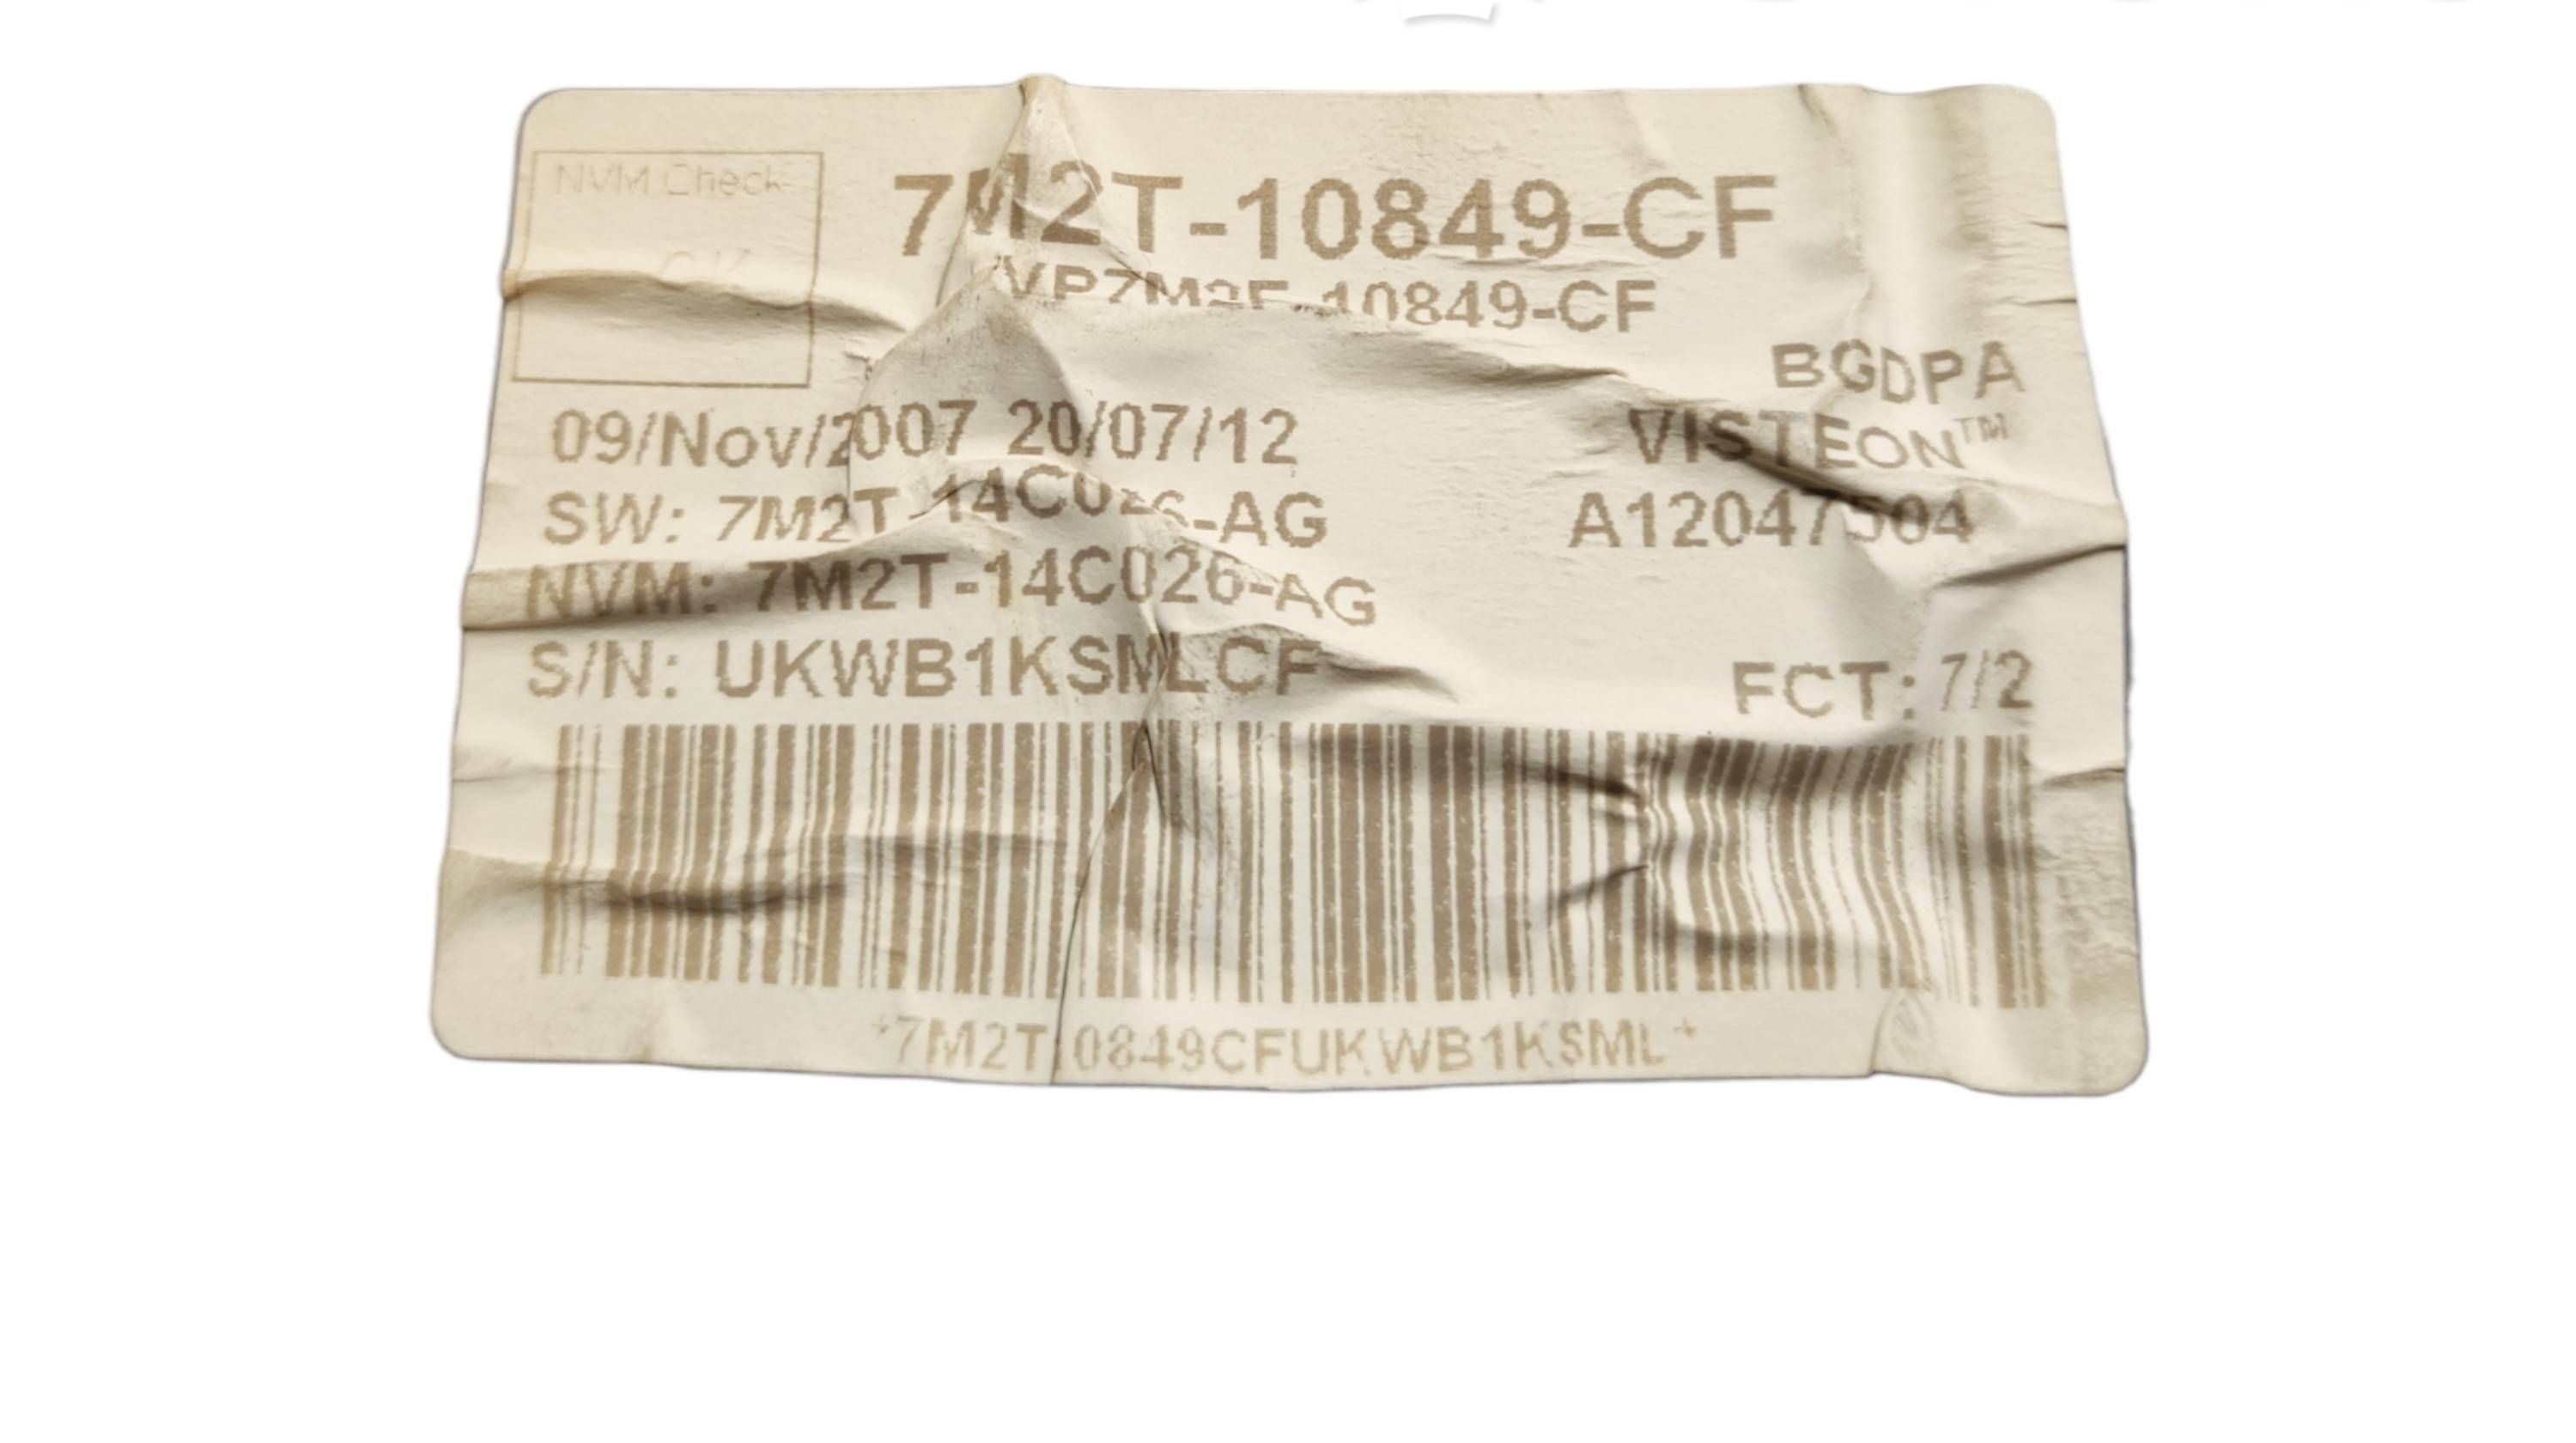 NVM Check
OK
7M2T-10849-CF
VP7M2F-10849-CF
BGDPA
09/Nov/2007 20/07/12
VISTEON™
SW: 7M2T-14C026-AG
A12047504
NVM: 7M2T-14C026-AG
S/N: UKWB1KSMLCF
FCT: 7/2
*7M2T 0849CFUKWB1KSML*